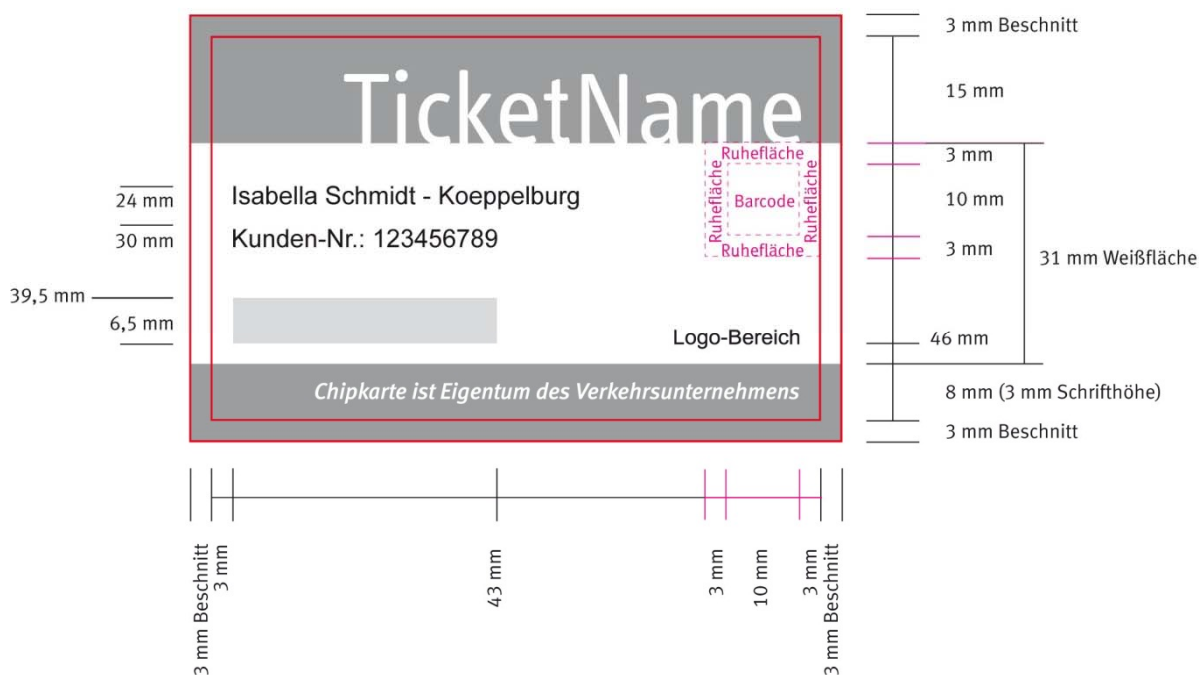 3 mm Beschnitt
15 mm
TicketName
Ruhefläche
3 mm
Ruhefläche
Barcode
Ruhefläche
Ruhefläche
10 mm
3 mm
31 mm Weißfläche
24 mm
Isabella Schmidt - Koeppelburg
30 mm
Kunden-Nr.: 123456789
39,5 mm
6,5 mm
Logo-Bereich
46 mm
Chipkarte ist Eigentum des Verkehrsunternehmens
8 mm (3 mm Schrifthöhe)
3 mm Beschnitt
3 mm Beschnitt
3 mm
43 mm
3 mm
10 mm
3 mm
3 mm Beschnitt